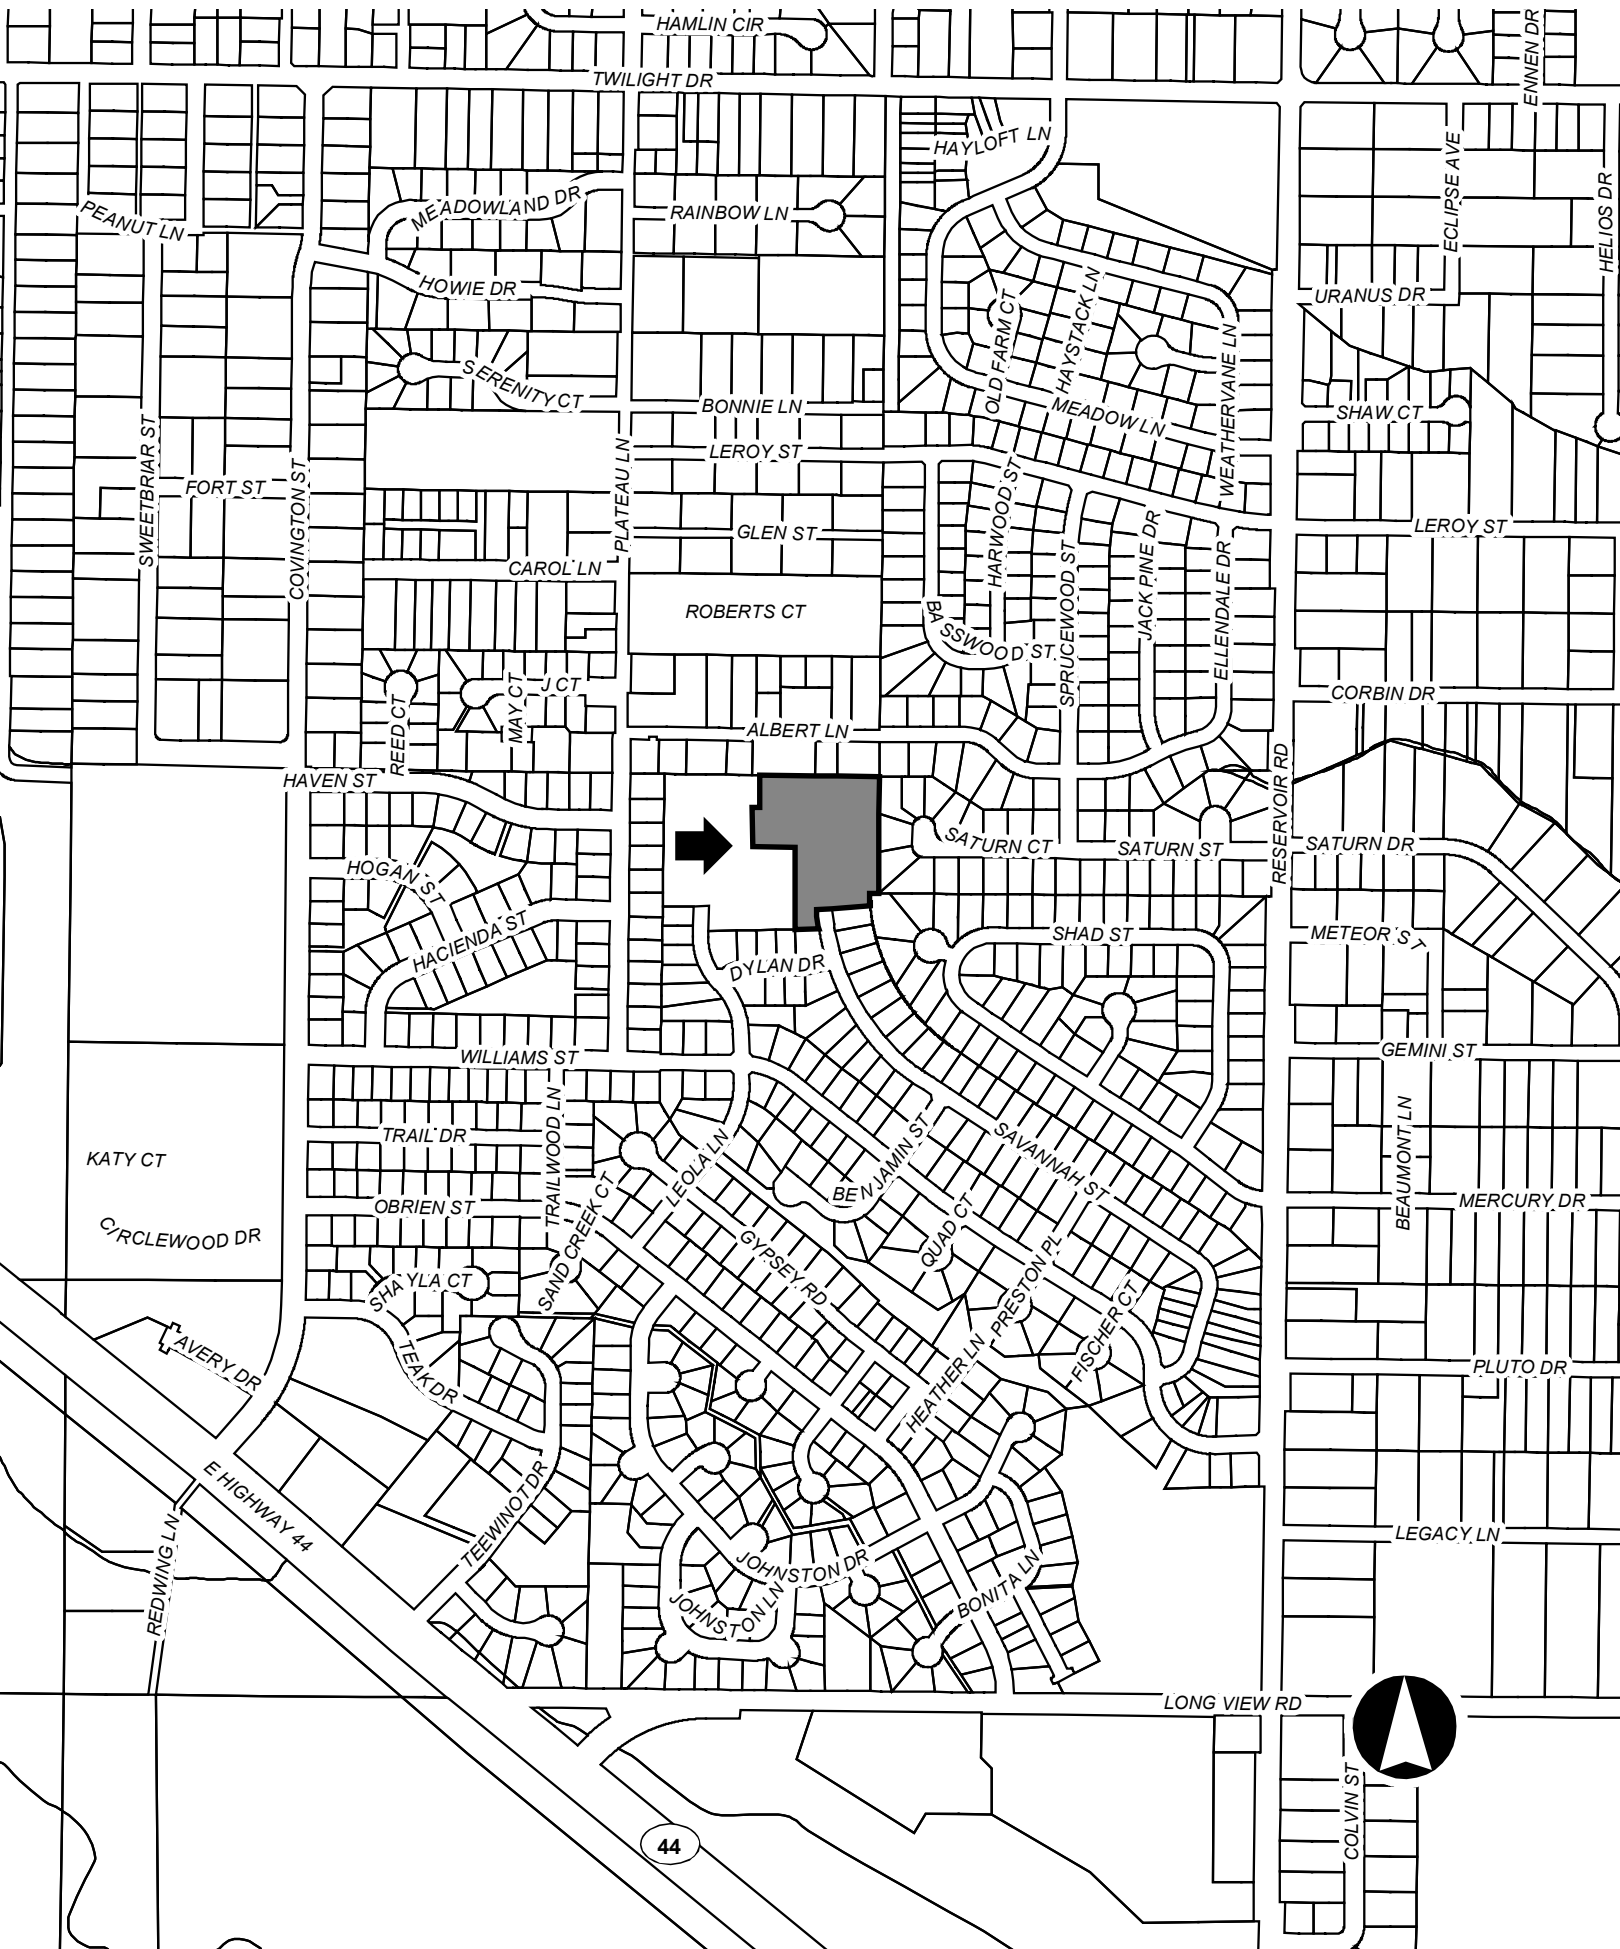 HAMLIN CIR
TWILIGHT DR
ENNEN DR
HAYLOFT LN
ECLIPSE AVE
HELIOS DR
PEANUT LN
MEADOWLAND DR
RAINBOW LN
HOWIE DR
URANUS DR
OLD FARM CT
HAYSTACK LN
WEATHERVANE LN
SERENITY CT
BONNIE LN
MEADOW LN
SHAW CT
LEROY ST
SWEETBRIAR ST
FORT ST
COVINGTON ST
PLATEAU LN
HARWOOD ST
GLEN ST
LEROY ST
CAROL LN
SPRUCEWOOD ST
JACK PINE DR
ELLENDALE DR
ROBERTS CT
BASSWOOD ST
REED CT
MAY CT
J CT
CORBIN DR
ALBERT LN
HAVEN ST
RESERVOIR RD
SATURN CT
SATURN ST
SATURN DR
HOGAN ST
HACIENDA ST
DYLAN DR
SHAD ST
METEOR ST
WILLIAMS ST
GEMINI ST
TRAIL DR
TRAILWOOD LN
LEOLA LN
BENJAMIN ST
SAVANNAH ST
BEAUMONT LN
KATY CT
OBRIEN ST
SAND CREEK CT
MERCURY DR
CIRCLEWOOD DR
QUAD CT
GYPSEY RD
SHAYLA CT
PRESTON PL
FISCHER CT
AVERY DR
TEAK DR
HEATHER LN
PLUTO DR
E HIGHWAY 44
TEEWINOT DR
LEGACY LN
REDWING LN
JOHNSTON DR
JOHNSTON LN
BONITA LN
LONG VIEW RD
COLVIN ST
44